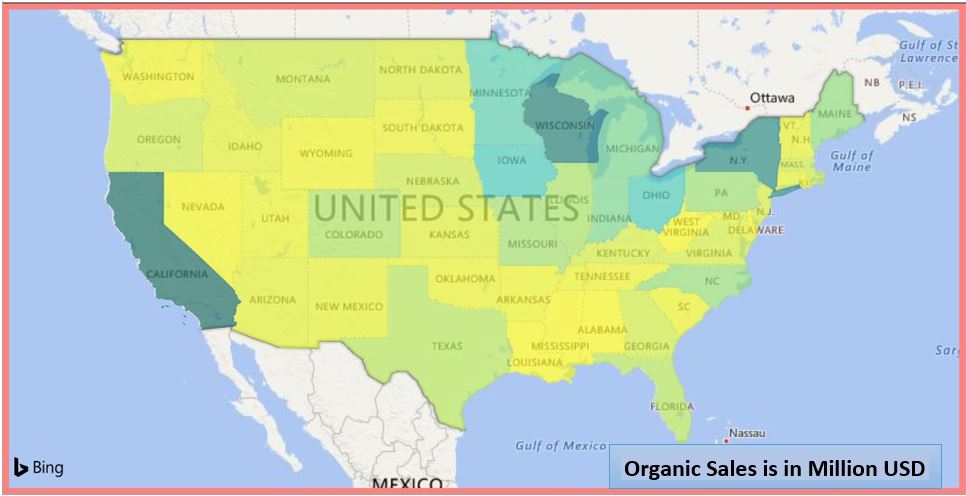 Gulf of St
Lawrence
WASHINGTON
NORTH DAKOTA
MONTANA
NB
P.E.I.
MINNESOTA
Ottawa
NS
MAINE
SOUTH DAKOTA
WISCONSIN
VT.
OREGON
IDAHO
N.H.
MICHIGAN
Gulf of
Maine
WYOMING
IOWA
N.Y.
MASS.
R.I.
NEBRASKA
OHIO
PA
NEVADA
UTAH
UNITED STATES
ILLINOIS
INDIANA
N.J.
MD
WEST
VIRGINIA
DELAWARE
COLORADO
KANSAS
MISSOURI
KENTUCKY
VIRGINIA
CALIFORNIA
OKLAHOMA
TENNESSEE
NC
ARIZONA
NEW MEXICO
ARKANSAS
SC
ALABAMA
TEXAS
MISSISSIPPI
GEORGIA
Sarg
LOUISIANA
FLORIDA
Nassau
Gulf of Mexico
Bing
Organic Sales is in Million USD
MEXICO